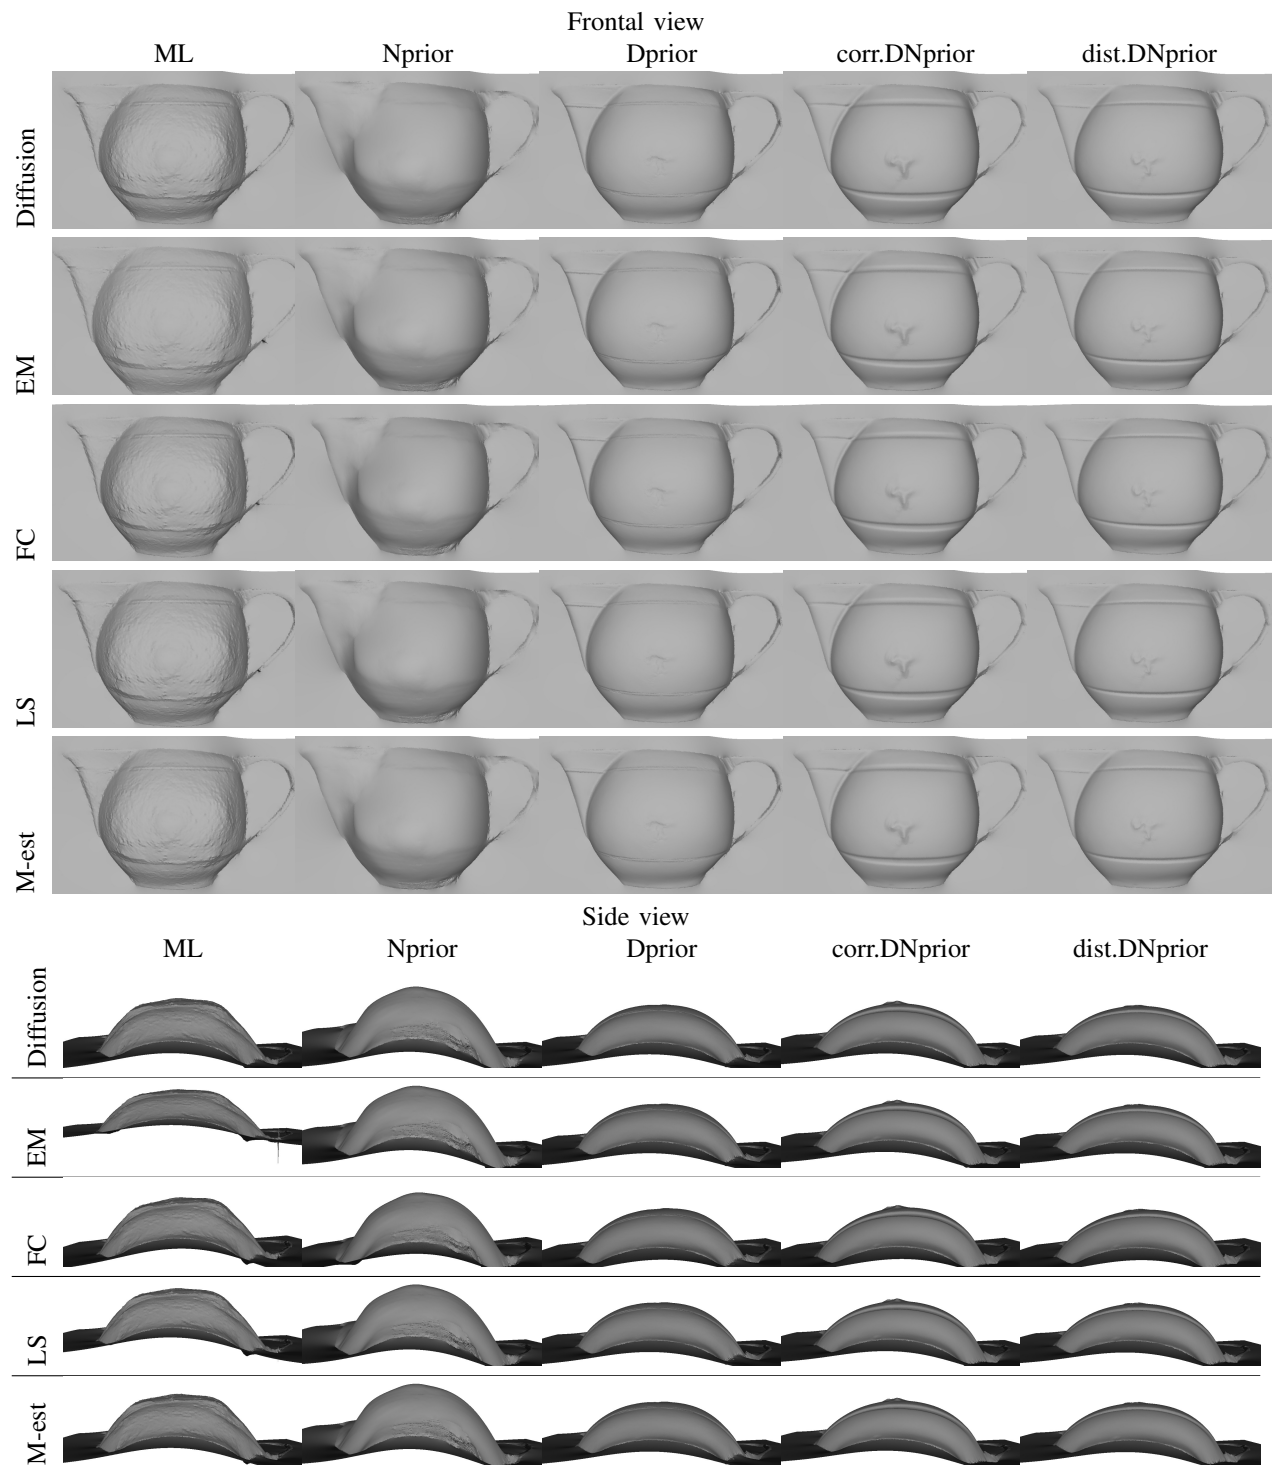 Frontal view
ML Nprior Dprior corr.DNprior dist.DNprior
Diffusion
EM
FC
LS
M-est
Side view
ML Nprior Dprior corr.DNprior dist.DNprior
Diffusion
EM
FC
LS
M-est